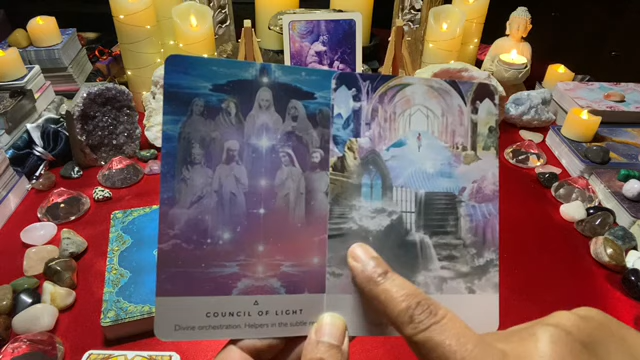 COUNCIL OF LIGHT
Divine orchestration. Helpers in the subtle